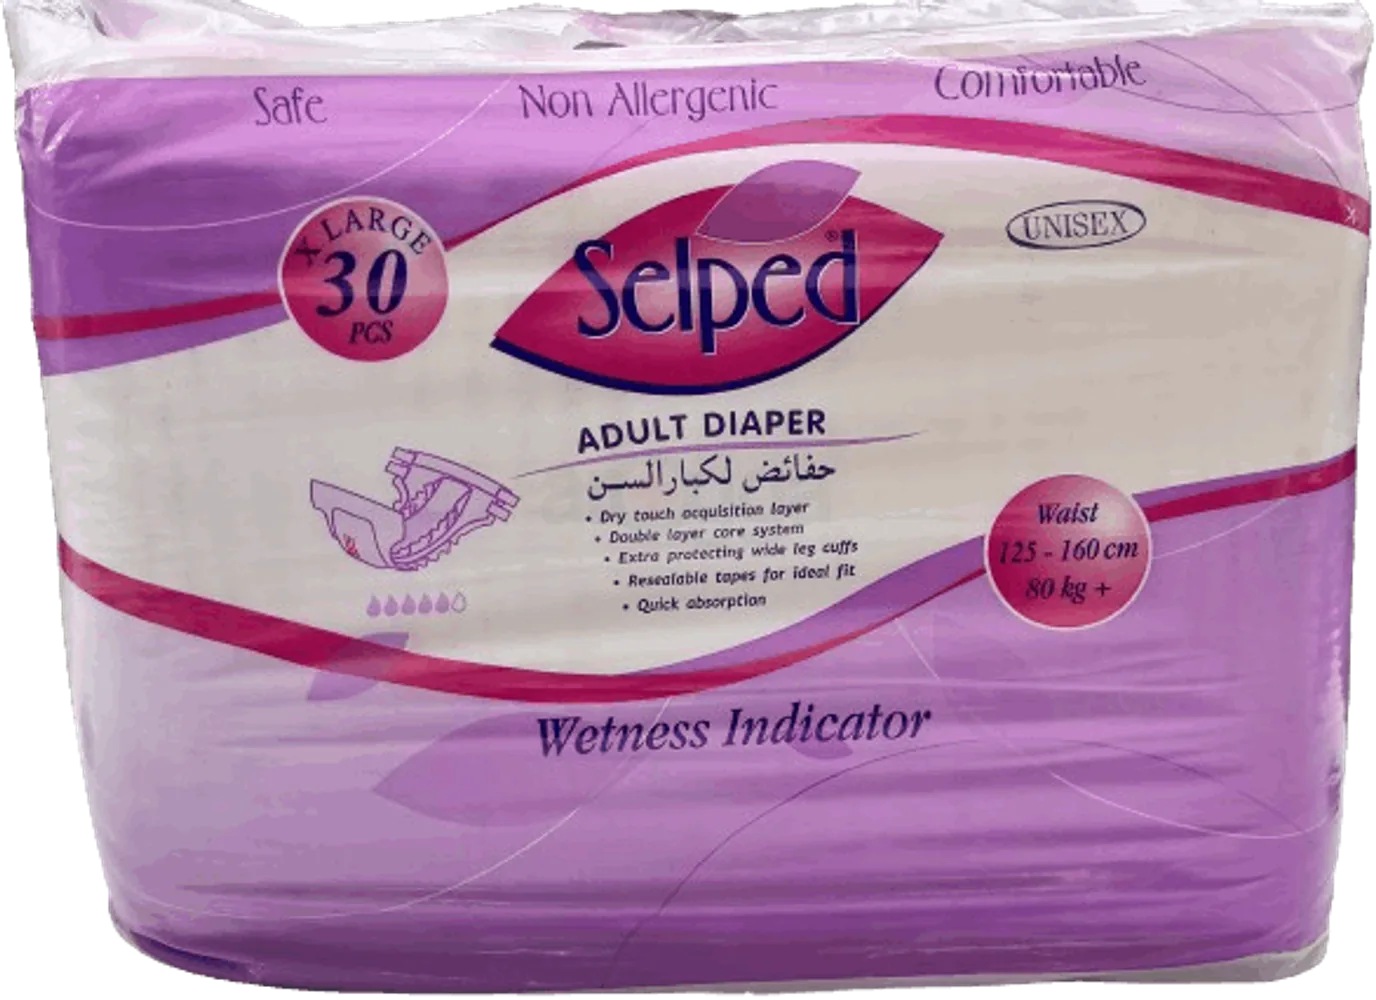 Safe
Non Allergenic
Comfortable
X LARGE
30
PCS
Selped®
UNISEX
ADULT DIAPER
حفائض لكبار السن
• Dry touch acquisition layer
• Double layer core system
• Extra protecting wide leg cuffs
• Resealable tapes for ideal fit
• Quick absorption
Waist
125 - 160 cm
80 kg +
Wetness Indicator